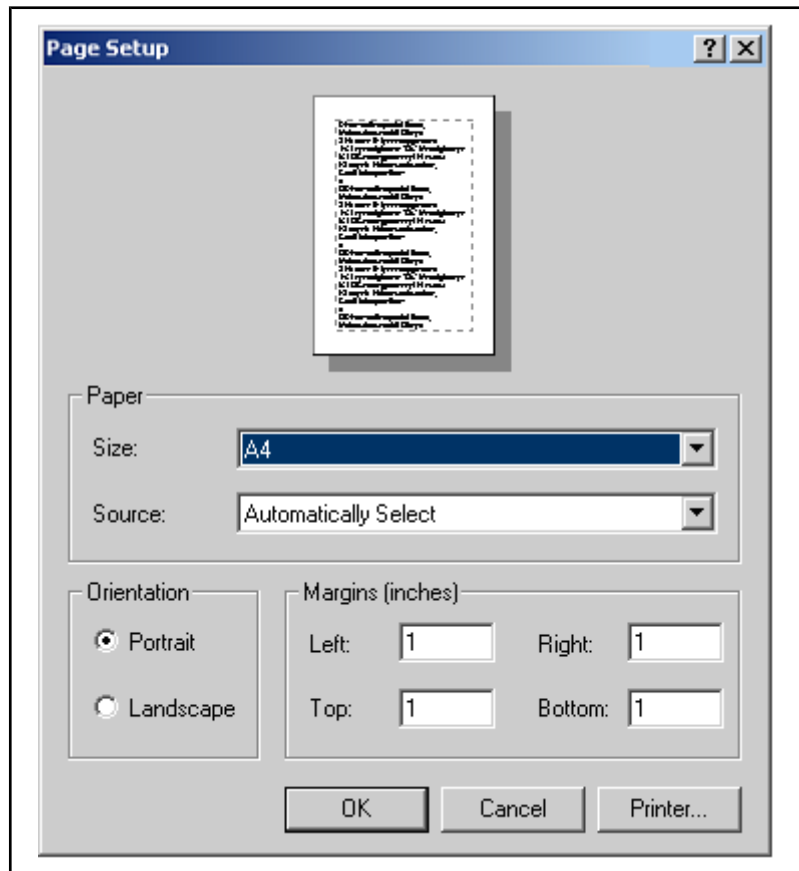 Page Setup
Paper
Size: A4
Source: Automatically Select
Orientation
Portrait
Landscape
Margins (inches)
Left: 1 Right: 1
Top: 1 Bottom: 1
OK Cancel Printer...